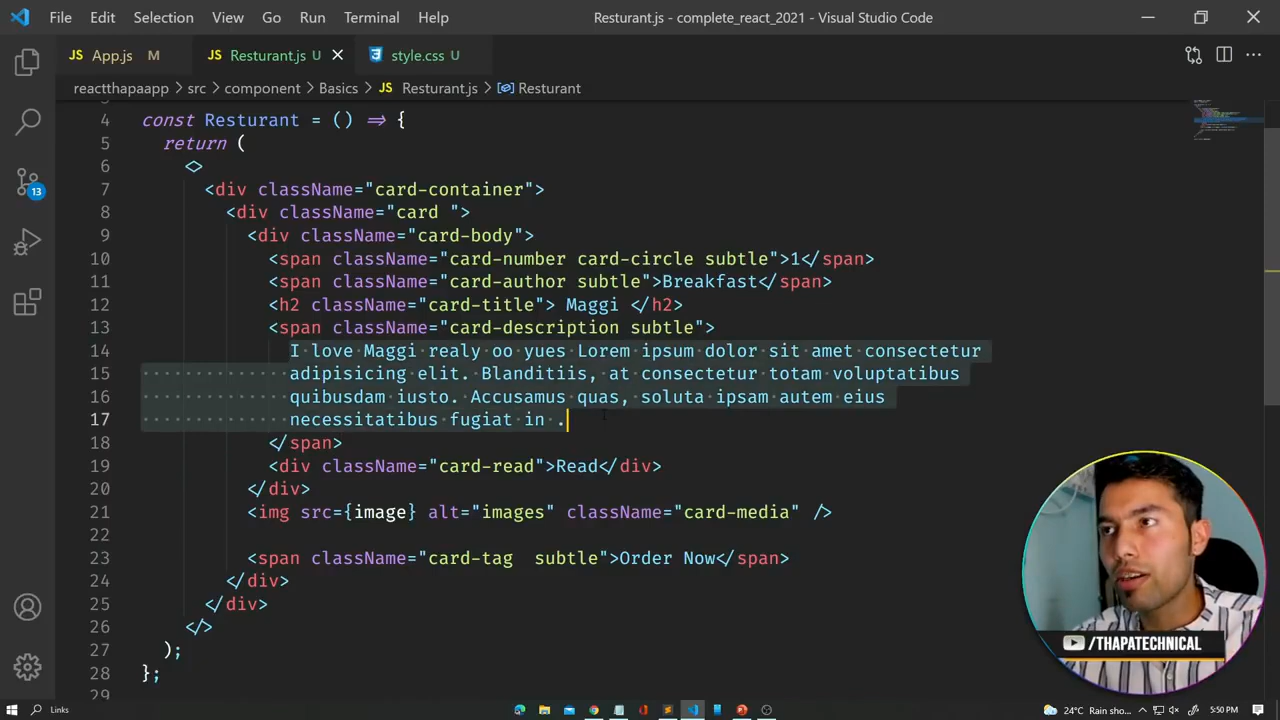 File Edit Selection View Go Run Terminal Help Resturant.js - complete_react_2021 - Visual Studio Code
JS App.js M JS Resturant.js U style.css U
reactthapaapp > src > component > Basics > JS Resturant.js > Resturant
4 const Resturant = () => {
5 return (
6 <>
7 <div className="card-container">
8 <div className="card ">
9 <div className="card-body">
10 <span className="card-number card-circle subtle">1</span>
11 <span className="card-author subtle">Breakfast</span>
12 <h2 className="card-title"> Maggi </h2>
13 <span className="card-description subtle">
14 I love Maggi realy oo yues Lorem ipsum dolor sit amet consectetur
15 adipisicing elit. Blanditiis, at consectetur totam voluptatibus
16 quibusdam iusto. Accusamus quas, soluta ipsam autem eius
17 necessitatibus fugiat in .
18 </span>
19 <div className="card-read">Read</div>
20 </div>
21 <img src={image} alt="images" className="card-media" />
22
23 <span className="card-tag  subtle">Order Now</span>
24 </div>
25 </div>
26 </>
27 );
28 };
29
13
/THAPATECHNICAL
Links 24°C Rain sho... 5:50 PM